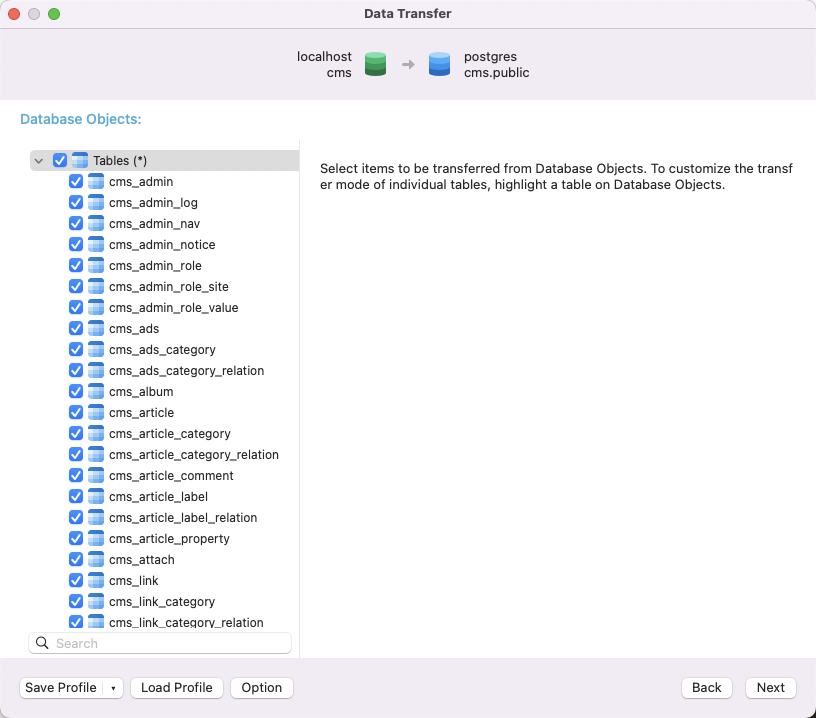 Data Transfer
localhost
cms
postgres
cms.public
Database Objects:
Tables (*)
cms_admin
cms_admin_log
cms_admin_nav
cms_admin_notice
cms_admin_role
cms_admin_role_site
cms_admin_role_value
cms_ads
cms_ads_category
cms_ads_category_relation
cms_album
cms_article
cms_article_category
cms_article_category_relation
cms_article_comment
cms_article_label
cms_article_label_relation
cms_article_property
cms_attach
cms_link
cms_link_category
cms_link_category_relation
Search
Select items to be transferred from Database Objects. To customize the transf
er mode of individual tables, highlight a table on Database Objects.
Save Profile
Load Profile
Option
Back
Next